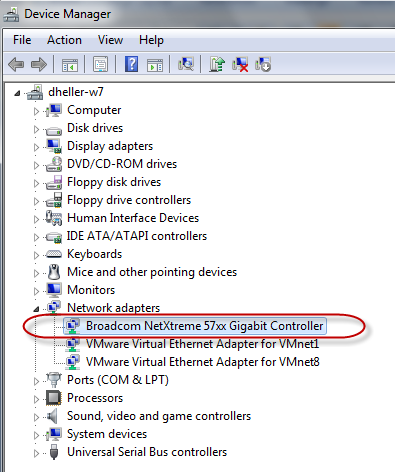 Device Manager
File Action View Help
dheller-w7
Computer
Disk drives
Display adapters
DVD/CD-ROM drives
Floppy disk drives
Floppy drive controllers
Human Interface Devices
IDE ATA/ATAPI controllers
Keyboards
Mice and other pointing devices
Monitors
Network adapters
Broadcom NetXtreme 57xx Gigabit Controller
VMware Virtual Ethernet Adapter for VMnet1
VMware Virtual Ethernet Adapter for VMnet8
Ports (COM & LPT)
Processors
Sound, video and game controllers
System devices
Universal Serial Bus controllers